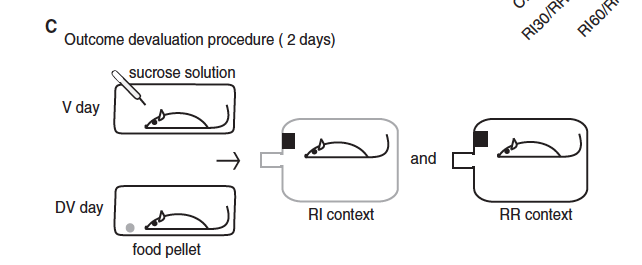 C
Outcome devaluation procedure ( 2 days)
sucrose solution
V day
and
DV day
RI context
RR context
food pellet